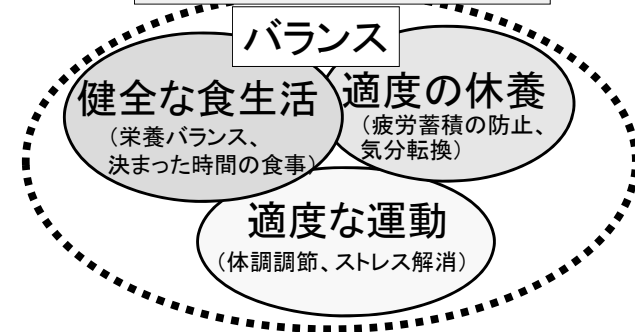 バランス
健全な食生活
（栄養バランス、
決まった時間の食事）
適度の休養
（疲労蓄積の防止、
気分転換）
適度な運動
（体調調節、ストレス解消）